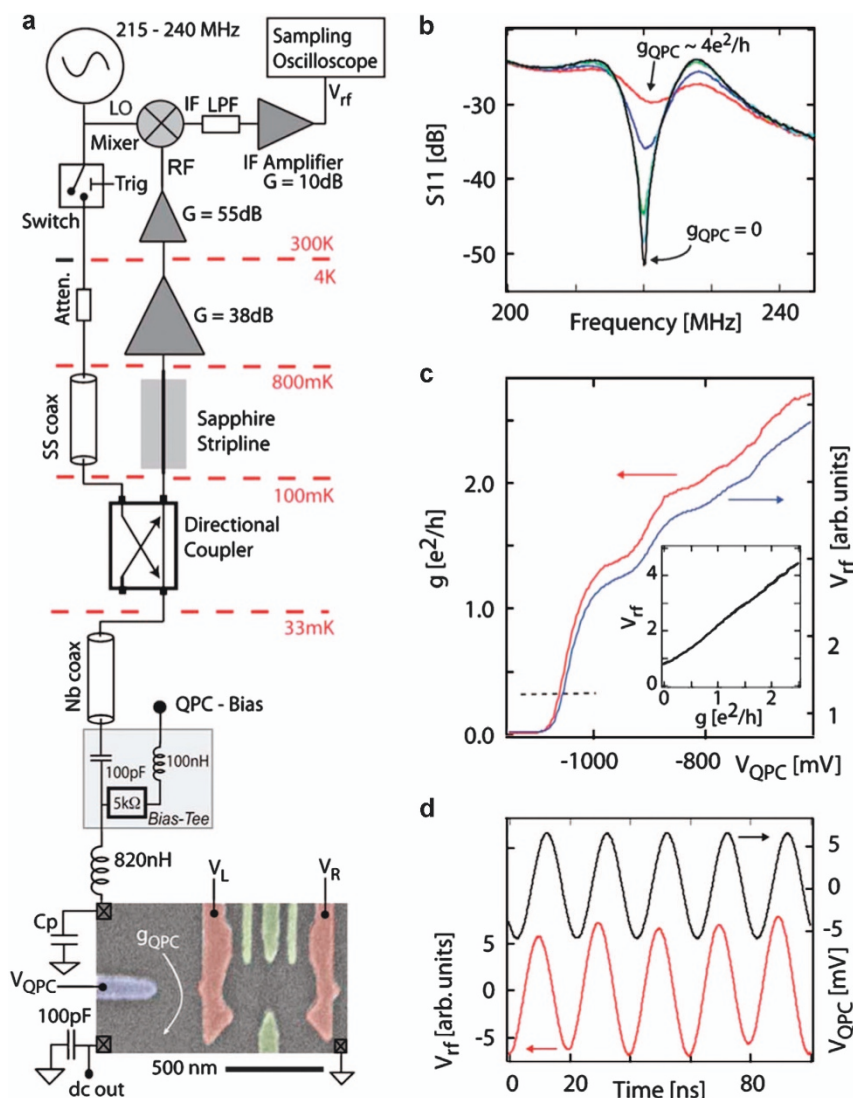 a
215 - 240 MHz
Sampling
Oscilloscope
V_rf
LO
IF
LPF
Mixer
RF
IF Amplifier
G = 10dB
Trig
Switch
G = 55dB
300K
4K
Atten.
G = 38dB
800mK
SS coax
Sapphire
Stripline
100mK
Directional
Coupler
33mK
Nb coax
QPC - Bias
100pF
100nH
5kΩ
Bias-Tee
820nH
V_L
V_R
Cp
g_QPC
V_QPC
100pF
500 nm
dc out
b
g_QPC ~ 4e²/h
-30
-40
-50
S11 [dB]
g_QPC = 0
200
240
Frequency [MHz]
c
2.0
1.0
0.0
g [e²/h]
V_rf [arb. units]
2
1
4
2
0
V_rf
0
1
2
g [e²/h]
-1000
-800
V_QPC [mV]
d
5
0
-5
V_QPC [mV]
5
0
-5
V_rf [arb. units]
0
20
80
Time [ns]